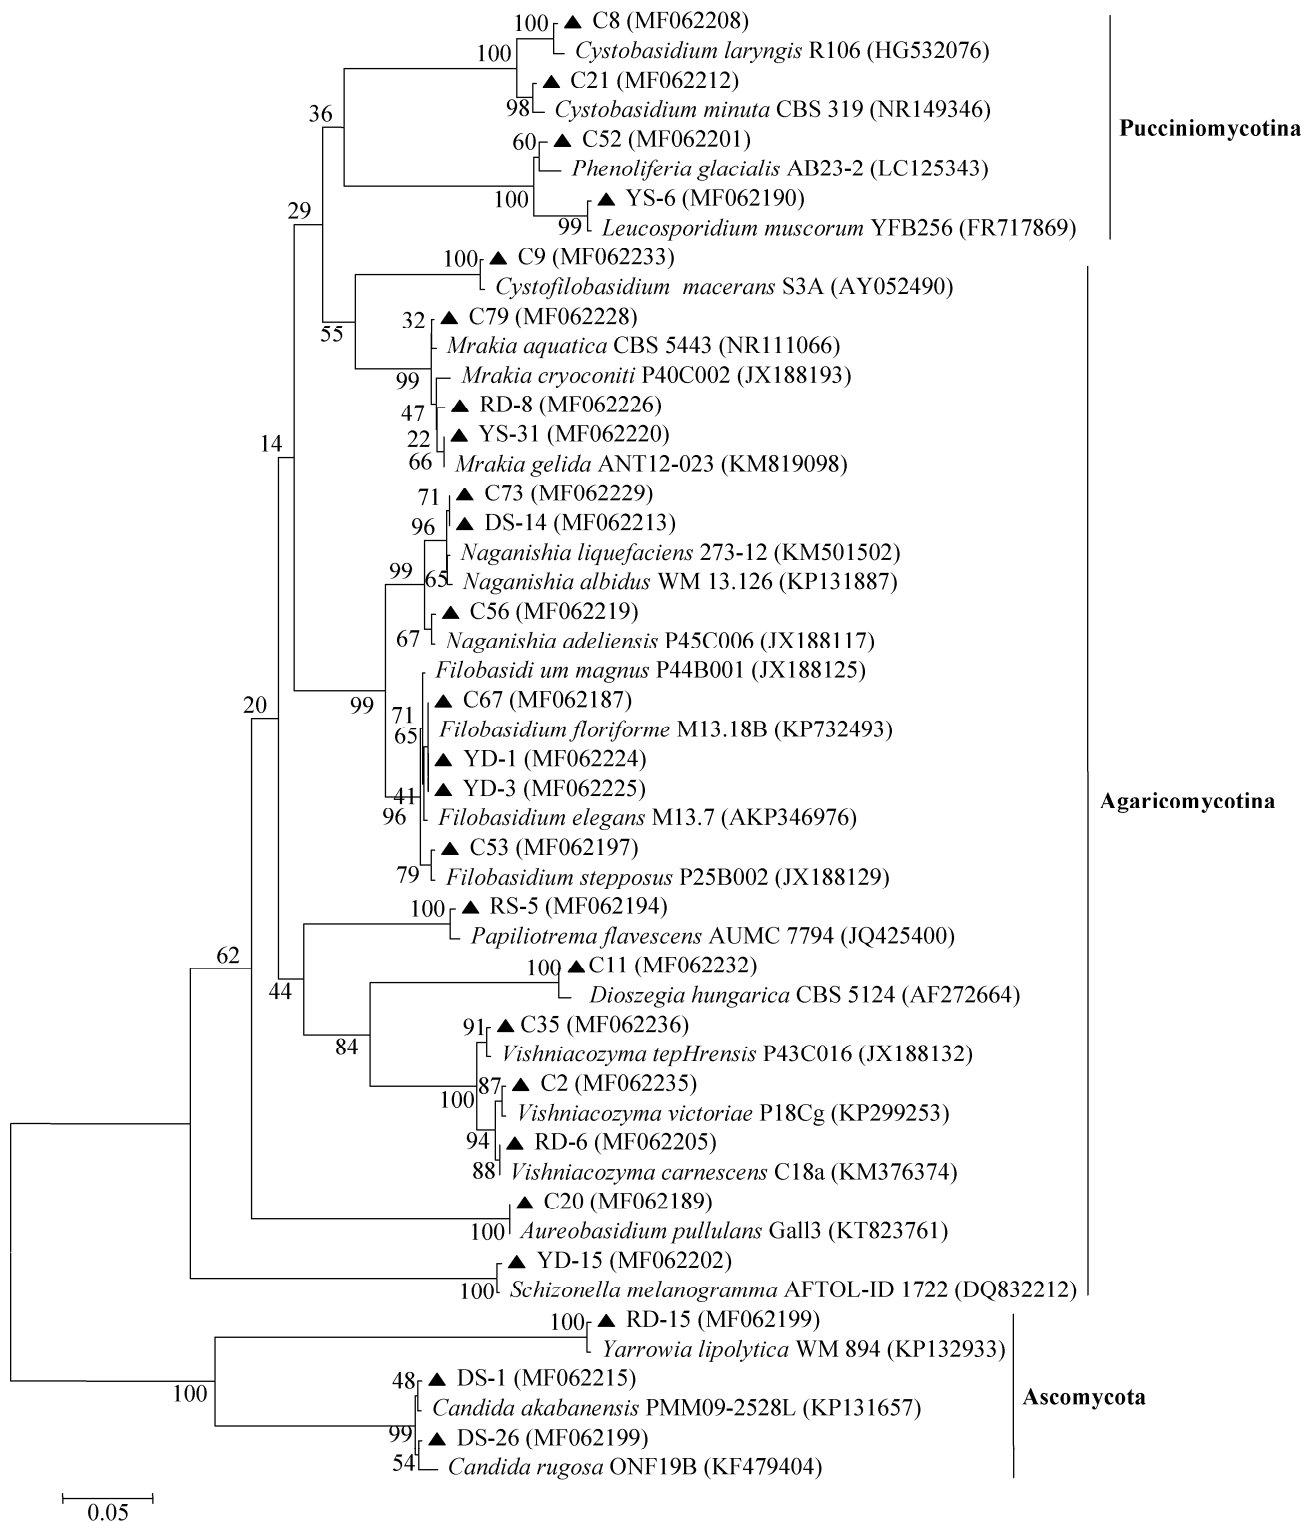 100 ▲ C8 (MF062208)
100 Cystobasidium laryngis R106 (HG532076)
▲ C21 (MF062212)
98 Cystobasidium minuta CBS 319 (NR149346)
36
Pucciniomycotina
60 ▲ C52 (MF062201)
Phenoliferia glacialis AB23-2 (LC125343)
100 ▲ YS-6 (MF062190)
29
99 Leucosporidium muscorum YFB256 (FR717869)
100 ▲ C9 (MF062233)
Cystofilobasidium macerans S3A (AY052490)
32 ▲ C79 (MF062228)
55
Mrakia aquatica CBS 5443 (NR111066)
99 Mrakia cryoconiti P40C002 (JX188193)
47 ▲ RD-8 (MF062226)
22 ▲ YS-31 (MF062220)
14
66 Mrakia gelida ANT12-023 (KM819098)
71 ▲ C73 (MF062229)
96 ▲ DS-14 (MF062213)
Naganishia liquefaciens 273-12 (KM501502)
99 65 Naganishia albidus WM 13.126 (KP131887)
▲ C56 (MF062219)
67 Naganishia adeliensis P45C006 (JX188117)
Filobasidi um magnus P44B001 (JX188125)
99 ▲ C67 (MF062187)
20
71
65 Filobasidium floriforme M13.18B (KP732493)
▲ YD-1 (MF062224)
41 ▲ YD-3 (MF062225)
Agaricomycotina
96 Filobasidium elegans M13.7 (AKP346976)
▲ C53 (MF062197)
79 Filobasidium stepposus P25B002 (JX188129)
100 ▲ RS-5 (MF062194)
Papiliotrema flavescens AUMC 7794 (JQ425400)
62
100 ▲ C11 (MF062232)
44 Dioszegia hungarica CBS 5124 (AF272664)
91 ▲ C35 (MF062236)
84 Vishniacozyma tepHrensis P43C016 (JX188132)
87 ▲ C2 (MF062235)
100 Vishniacozyma victoriae P18Cg (KP299253)
94 ▲ RD-6 (MF062205)
88 Vishniacozyma carnescens C18a (KM376374)
▲ C20 (MF062189)
100 Aureobasidium pullulans Gall3 (KT823761)
▲ YD-15 (MF062202)
100 Schizonella melanogramma AFTOL-ID 1722 (DQ832212)
100 ▲ RD-15 (MF062199)
Yarrowia lipolytica WM 894 (KP132933)
48 ▲ DS-1 (MF062215)
100
Ascomycota
Candida akabanensis PMM09-2528L (KP131657)
99 ▲ DS-26 (MF062199)
54 Candida rugosa ONF19B (KF479404)
0.05